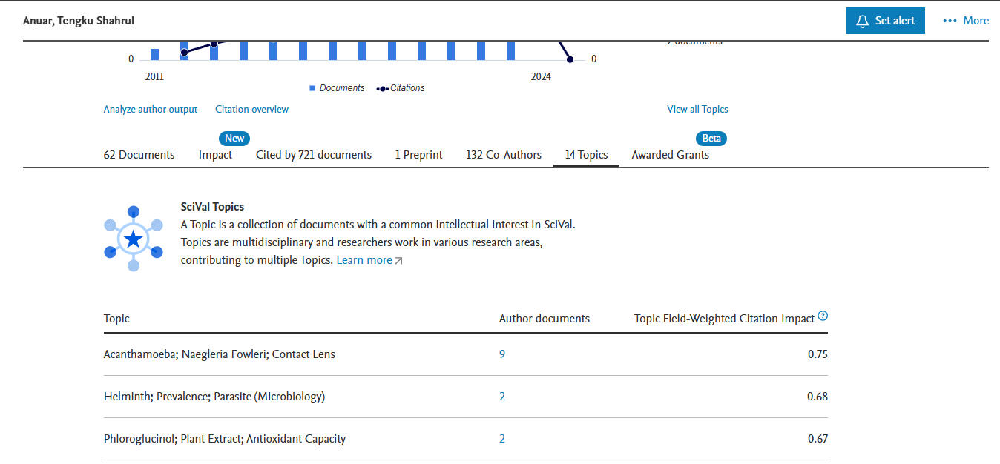 Anuar, Tengku Shahrul
Set alert
••• More
2 documents
0
0
2011
2024
Documents
Citations
Analyze author output
Citation overview
View all Topics
New
Beta
62 Documents
Impact
Cited by 721 documents
1 Preprint
132 Co-Authors
14 Topics
Awarded Grants
SciVal Topics
A Topic is a collection of documents with a common intellectual interest in SciVal.
Topics are multidisciplinary and researchers work in various research areas,
contributing to multiple Topics. Learn more
Topic
Author documents
Topic Field-Weighted Citation Impact ?
Acanthamoeba; Naegleria Fowleri; Contact Lens
9
0.75
Helminth; Prevalence; Parasite (Microbiology)
2
0.68
Phloroglucinol; Plant Extract; Antioxidant Capacity
2
0.67